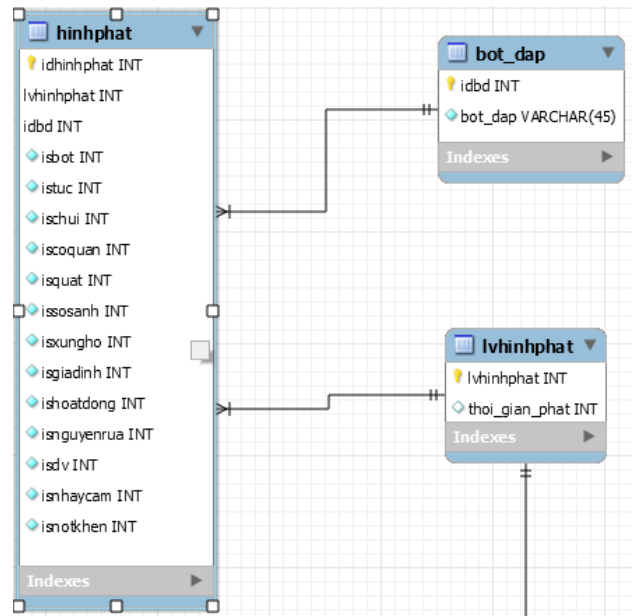 hinhphat
idhinhphat INT
lvhinhphat INT
idbd INT
isbot INT
istuc INT
ischui INT
iscoquan INT
isquat INT
issosanh INT
isxungho INT
isgiadinh INT
ishoatdong INT
isnguyenrua INT
isdv INT
isnhaycam INT
isnotkhen INT
Indexes
bot_dap
idbd INT
bot_dap VARCHAR(45)
Indexes
lvhinhphat
lvhinhphat INT
thoi_gian_phat INT
Indexes